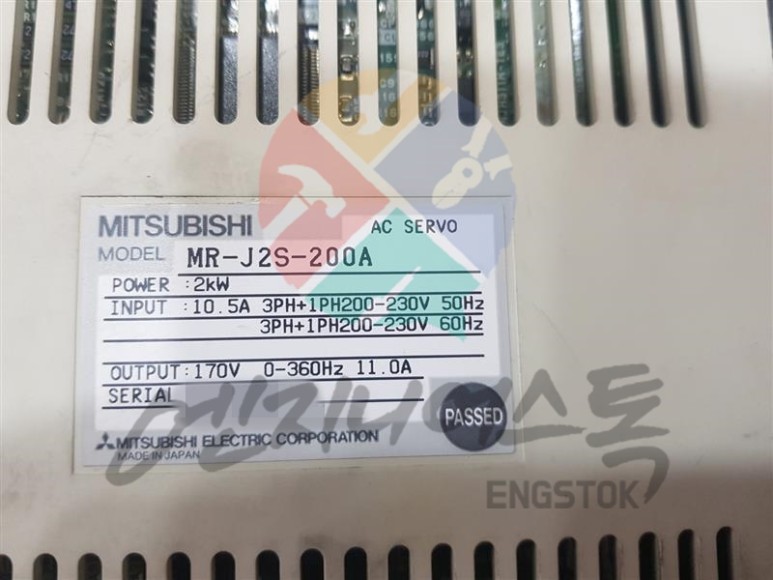 MITSUBISHI AC SERVO
MODEL MR-J2S-200A
POWER :2kW
INPUT :10.5A 3PH+1PH200-230V 50Hz
3PH+1PH200-230V 60Hz
OUTPUT:170V 0-360Hz 11.0A
SERIAL
PASSED
MITSUBISHI ELECTRIC CORPORATION
MADE IN JAPAN
엔지니어스톡
ENGSTOK